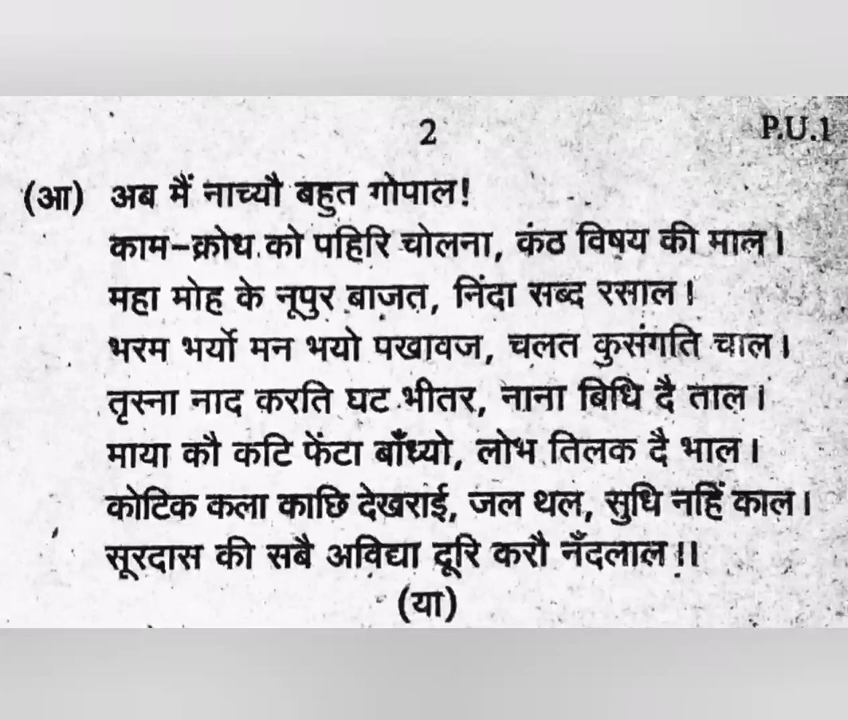 2
P.U.1
(आ) अब मैं नाच्यौ बहुत गोपाल!
काम-क्रोध को पहिरि चोलना, कंठ विषय की माल।
महा मोह के नूपुर बाजत, निंदा सब्द रसाल।
भरम भर्यो मन भयो पखावज, चलत कुसंगति चाल।
तृस्ना नाद करति घट भीतर, नाना बिधि दै ताल।
माया कौ कटि फेंटा बाँध्यो, लोभ तिलक दै भाल।
कोटिक कला काछि देखराई, जल थल, सुधि नहिं काल।
सूरदास की सबै अविद्या दूरि करौ नँदलाल!।।
(या)